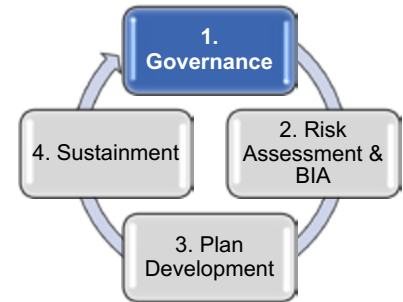 1.
Governance
2. Risk
Assessment &
BIA
3. Plan
Development
4. Sustainment